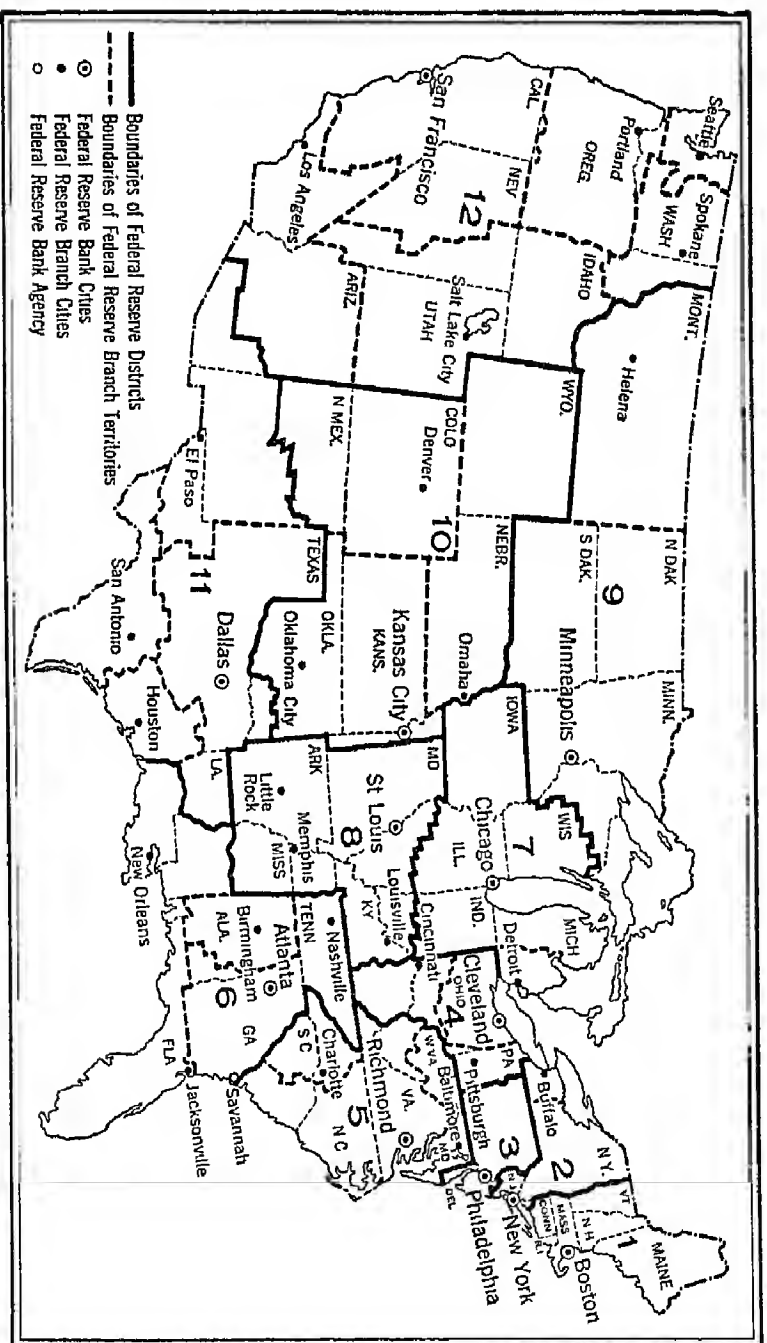 Seattle
Spokane
WASH
Portland
OREG.
CAL.
San Francisco
NEV
12
Los Angeles
IDAHO
Salt Lake City
UTAH
ARIZ.
MONT.
Helena
WYO.
COLO
Denver
N MEX.
El Paso
N DAK
S DAK.
9
NEBR.
Omaha
10
KANS.
Kansas City
OKLA.
Oklahoma City
TEXAS
11
Dallas
San Antonio
Houston
MINN.
Minneapolis
IOWA
MO
St Louis
8
ARK
Little
Rock
Memphis
LA.
MISS
New Orleans
WIS
7
Chicago
ILL.
IND.
MICH
Detroit
Louisville
KY
Cincinnati
Cleveland
OHIO
4
TENN
Nashville
Birmingham
ALA.
Atlanta
6
GA
FLA
Jacksonville
Savannah
S C
Charlotte
N C
5
Richmond
VA.
W VA
Baltimore
MD
DEL
PA
Pittsburgh
3
Philadelphia
Buffalo
2
N.Y.
N J
New York
VT
N H
MASS
CONN
R I
Boston
1
MAINE
Boundaries of Federal Reserve Districts
Boundaries of Federal Reserve Branch Territories
Federal Reserve Bank Cities
Federal Reserve Branch Cities
Federal Reserve Bank Agency